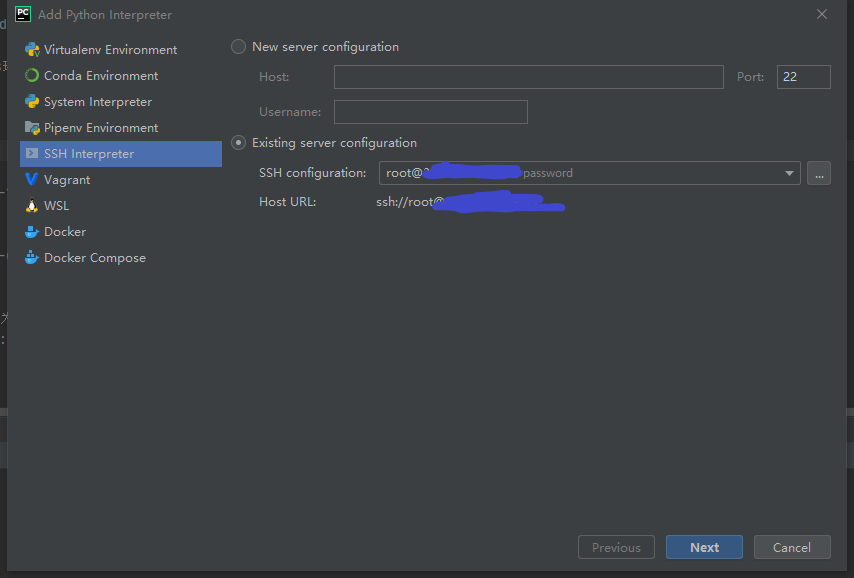 PC Add Python Interpreter
Virtualenv Environment
Conda Environment
System Interpreter
Pipenv Environment
SSH Interpreter
Vagrant
WSL
Docker
Docker Compose
New server configuration
Host: Port: 22
Username:
Existing server configuration
SSH configuration: root@ password ...
Host URL: ssh://root@
Previous Next Cancel